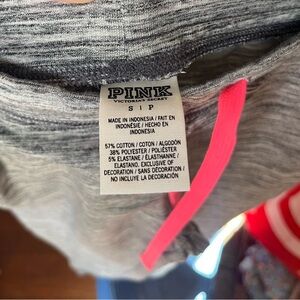 PINK
VICTORIA'S SECRET
S | P
MADE IN INDONESIA / FAIT EN
INDONÉSIE / HECHO EN
INDONESIA
57% COTTON / COTON / ALGODÓN
38% POLYESTER / POLIÉSTER
5% ELASTANE / ÉLASTHANNE /
ELASTANO. EXCLUSIVE OF
DECORATION / SANS DÉCORATION /
NO INCLUYE LA DECORACIÓN